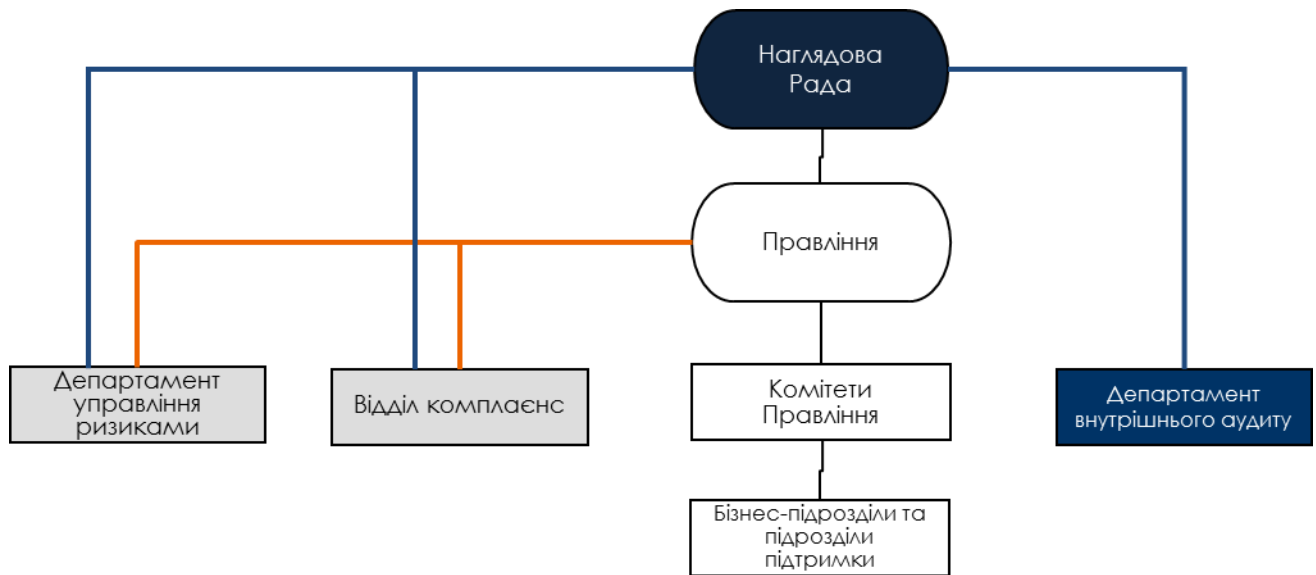 Наглядова
Рада
Правління
Департамент
управління
ризиками
Відділ комплаєнс
Комітети
Правління
Департамент
внутрішнього аудиту
Бізнес-підрозділи та
підрозділи
підтримки